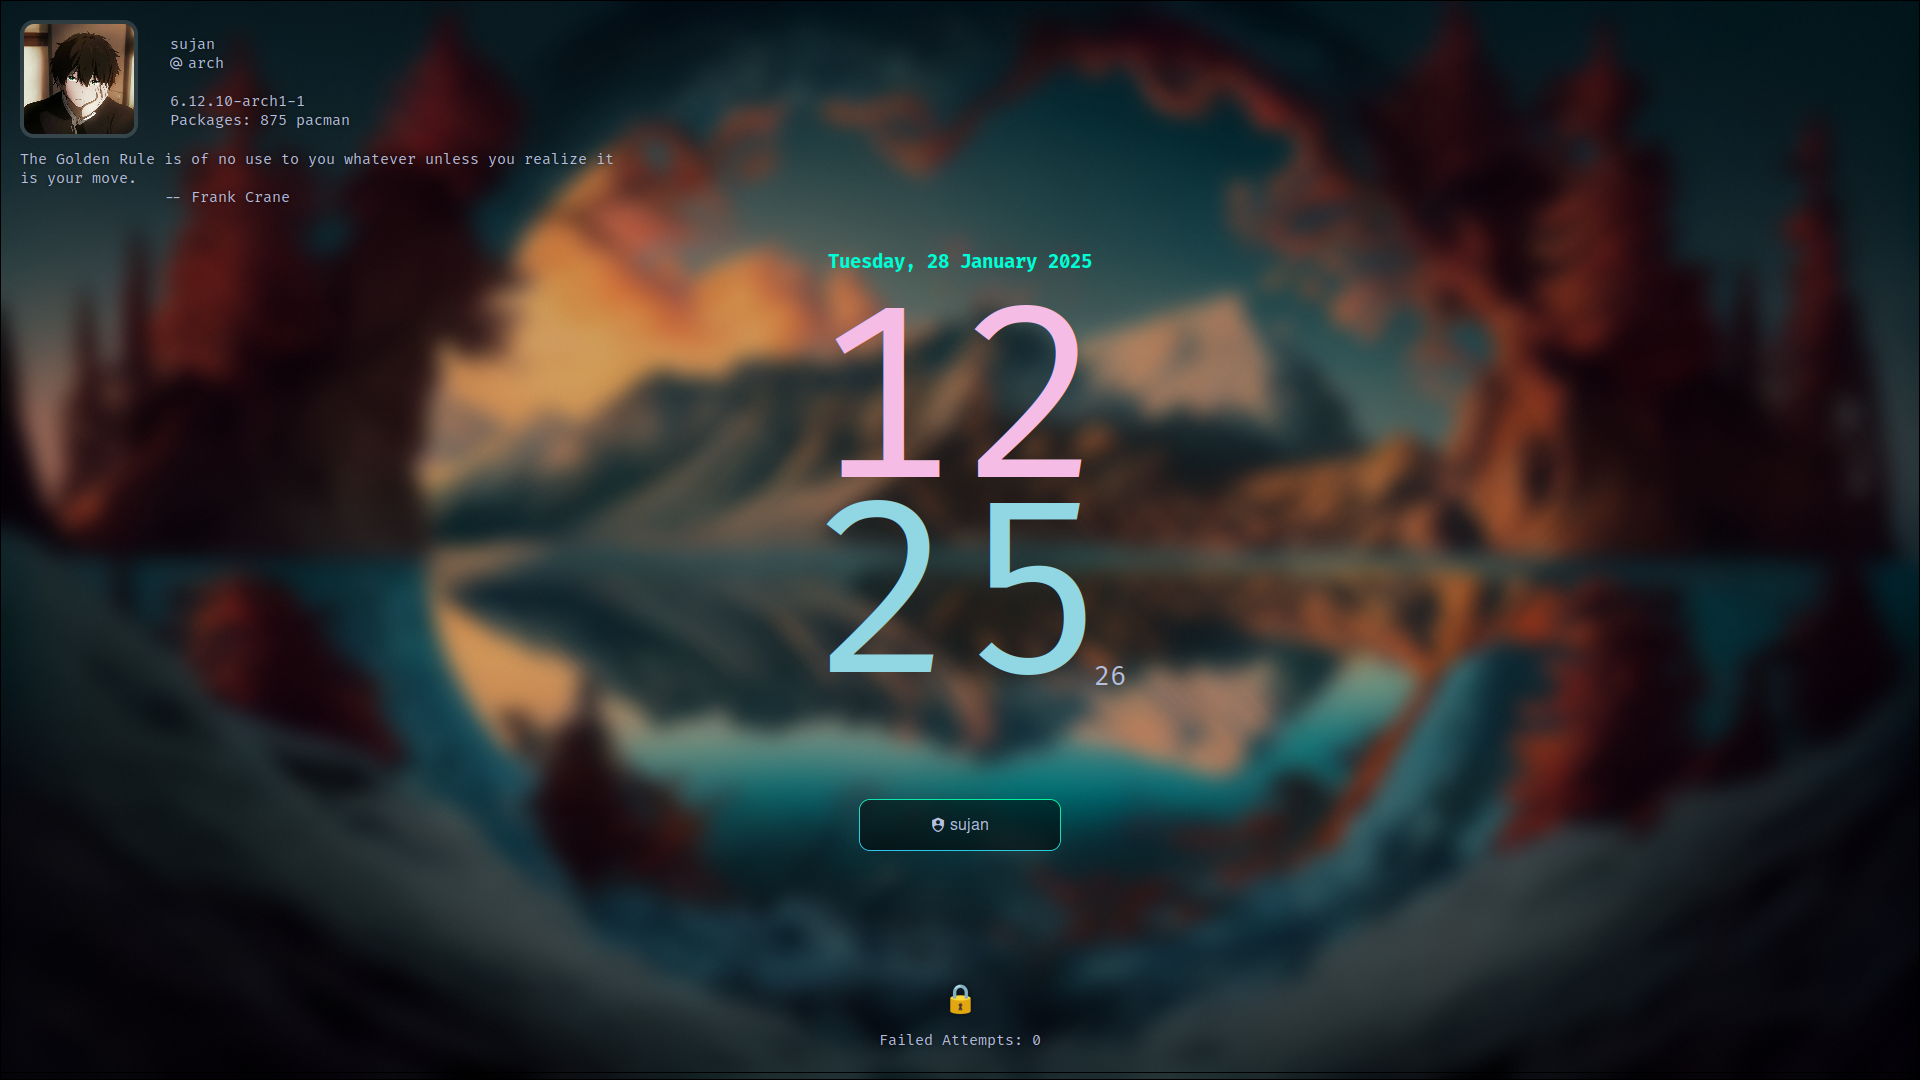 sujan
@ arch
6.12.10-arch1-1
Packages: 875 pacman
The Golden Rule is of no use to you whatever unless you realize it
is your move.
-- Frank Crane
Tuesday, 28 January 2025
12
25
26
sujan
Failed Attempts: 0